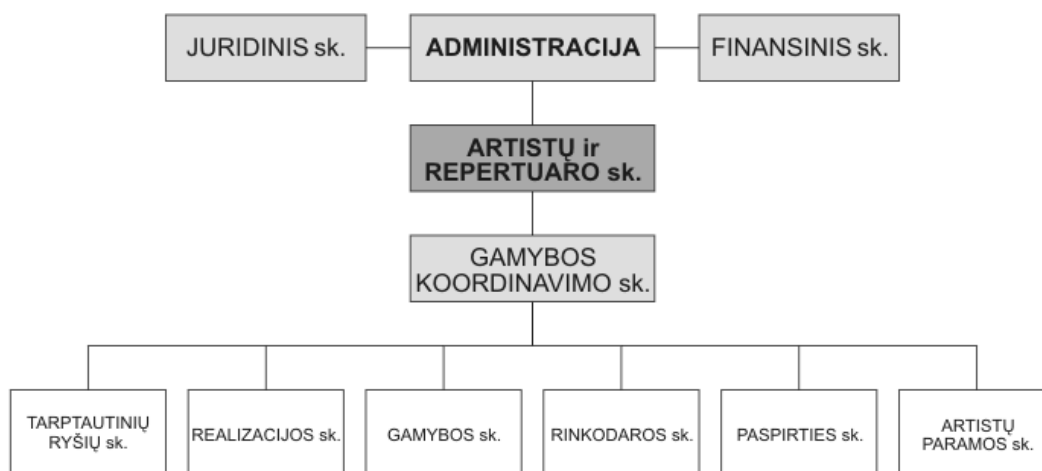 JURIDINIS sk.
ADMINISTRACIJA
FINANSINIS sk.
ARTISTŲ ir
REPERTUARO sk.
GAMYBOS
KOORDINAVIMO sk.
TARPTAUTINIŲ
RYŠIŲ sk.
REALIZACIJOS sk.
GAMYBOS sk.
RINKODAROS sk.
PASPIRTIES sk.
ARTISTŲ
PARAMOS sk.